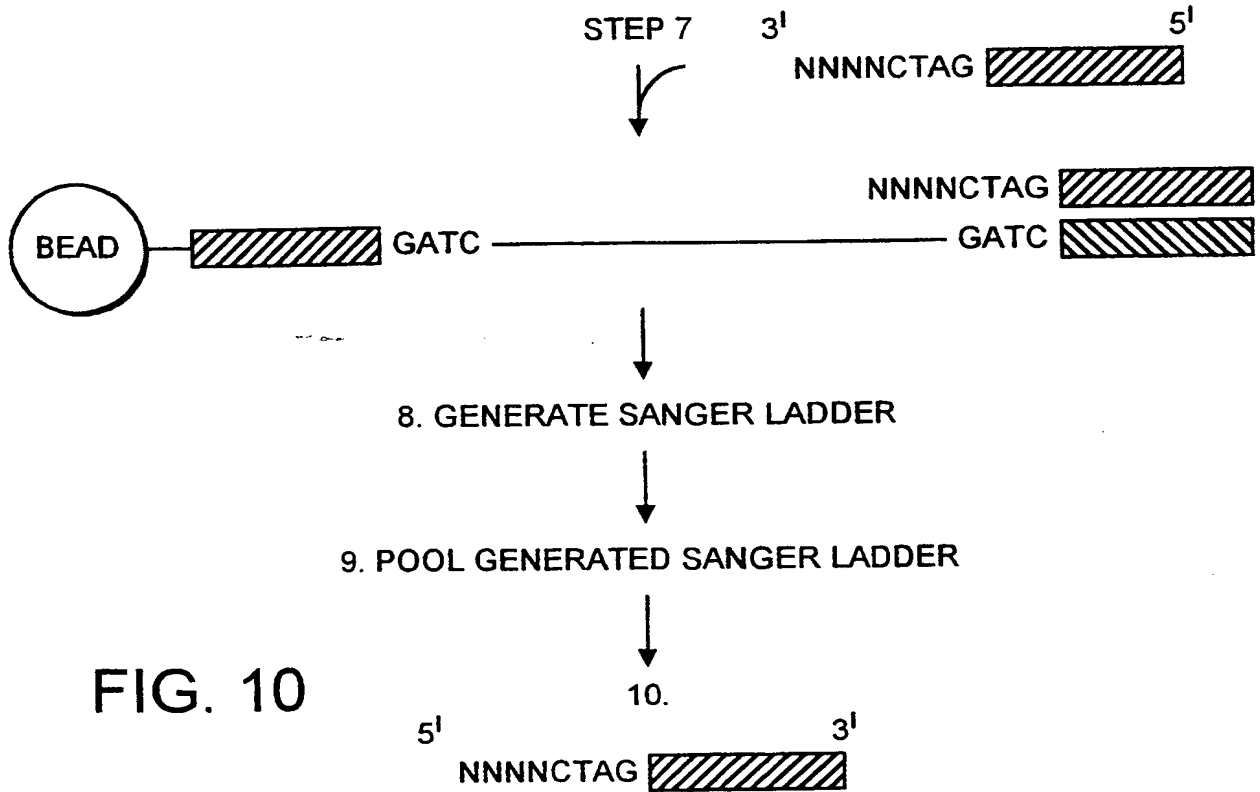 STEP 7 3' 5'
NNNNCTAG
NNNNCTAG
BEAD GATC GATC
8. GENERATE SANGER LADDER
9. POOL GENERATED SANGER LADDER
FIG. 10
10.
5' 3'
NNNNCTAG